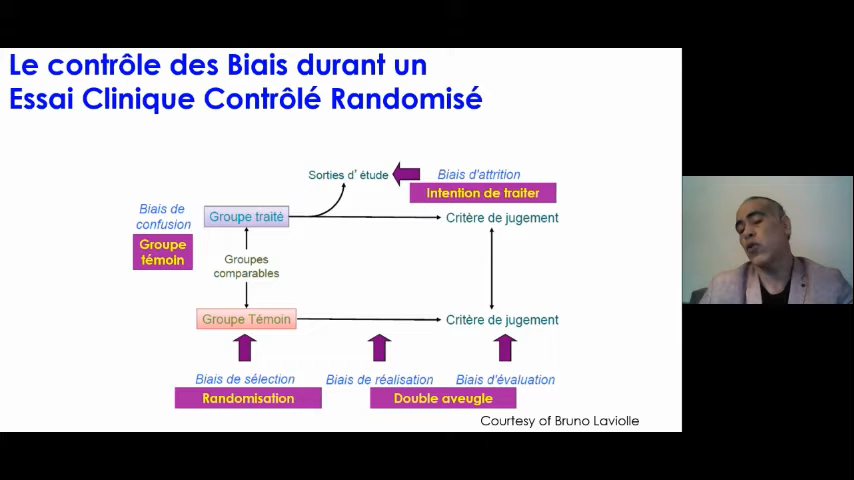 Le contrôle des Biais durant un
Essai Clinique Contrôlé Randomisé
Sorties d' étude
Biais d'attrition
Intention de traiter
Biais de
confusion
Groupe
témoin
Groupe traité
Critère de jugement
Groupes
comparables
Groupe Témoin
Critère de jugement
Biais de sélection
Biais de réalisation
Biais d'évaluation
Randomisation
Double aveugle
Courtesy of Bruno Laviolle